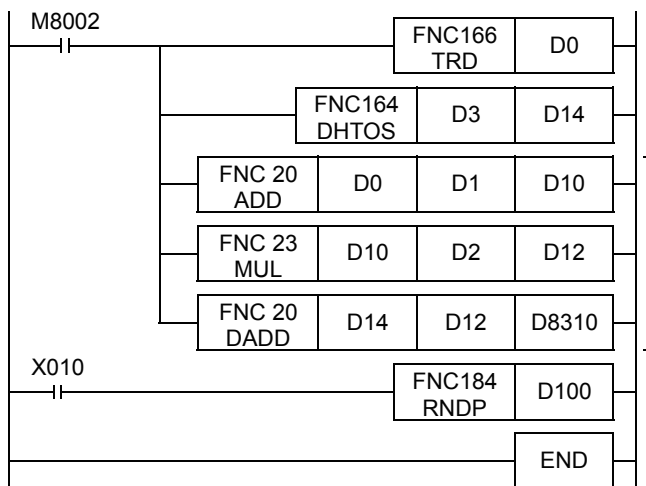 M8002
FNC166 TRD D0
FNC164 DHTOS D3 D14
FNC 20 ADD D0 D1 D10
FNC 23 MUL D10 D2 D12
FNC 20 DADD D14 D12 D8310
X010
FNC184 RNDP D100
END